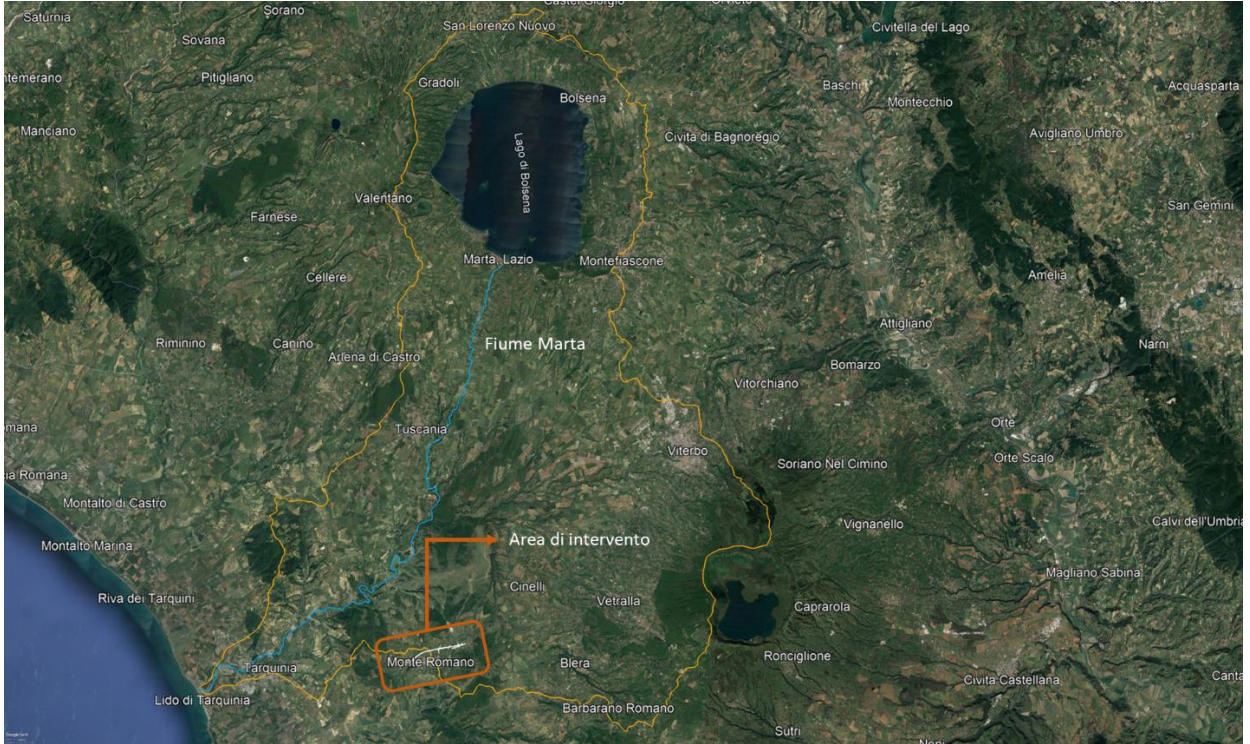 Saturnia
Sorano
Castel Giorgio
San Lorenzo Nuovo
Civitella del Lago
Sovana
Pitigliano
Gradoli
Bolsena
Baschi
Montecchio
Acquasparta
Manciano
Civita di Bagnoregio
Avigliano Umbro
Lago di Bolsena
Valentano
Farnese
San Gemini
Marta, Lazio
Montefiascone
Cellere
Amelia
Attigliano
Riminino
Canino
Fiume Marta
Arlena di Castro
Narni
Bomarzo
Vitorchiano
Tuscania
Orte
Viterbo
Soriano Nel Cimino
Orte Scalo
Montalto di Castro
Vignanello
Calvi dell'Umbria
Montalto Marina
Area di intervento
Magliano Sabina
Cinelli
Riva dei Tarquini
Vetralla
Caprarola
Tarquinia
Monte Romano
Blera
Ronciglione
Civita Castellana
Lido di Tarquinia
Barbarano Romano
Sutri